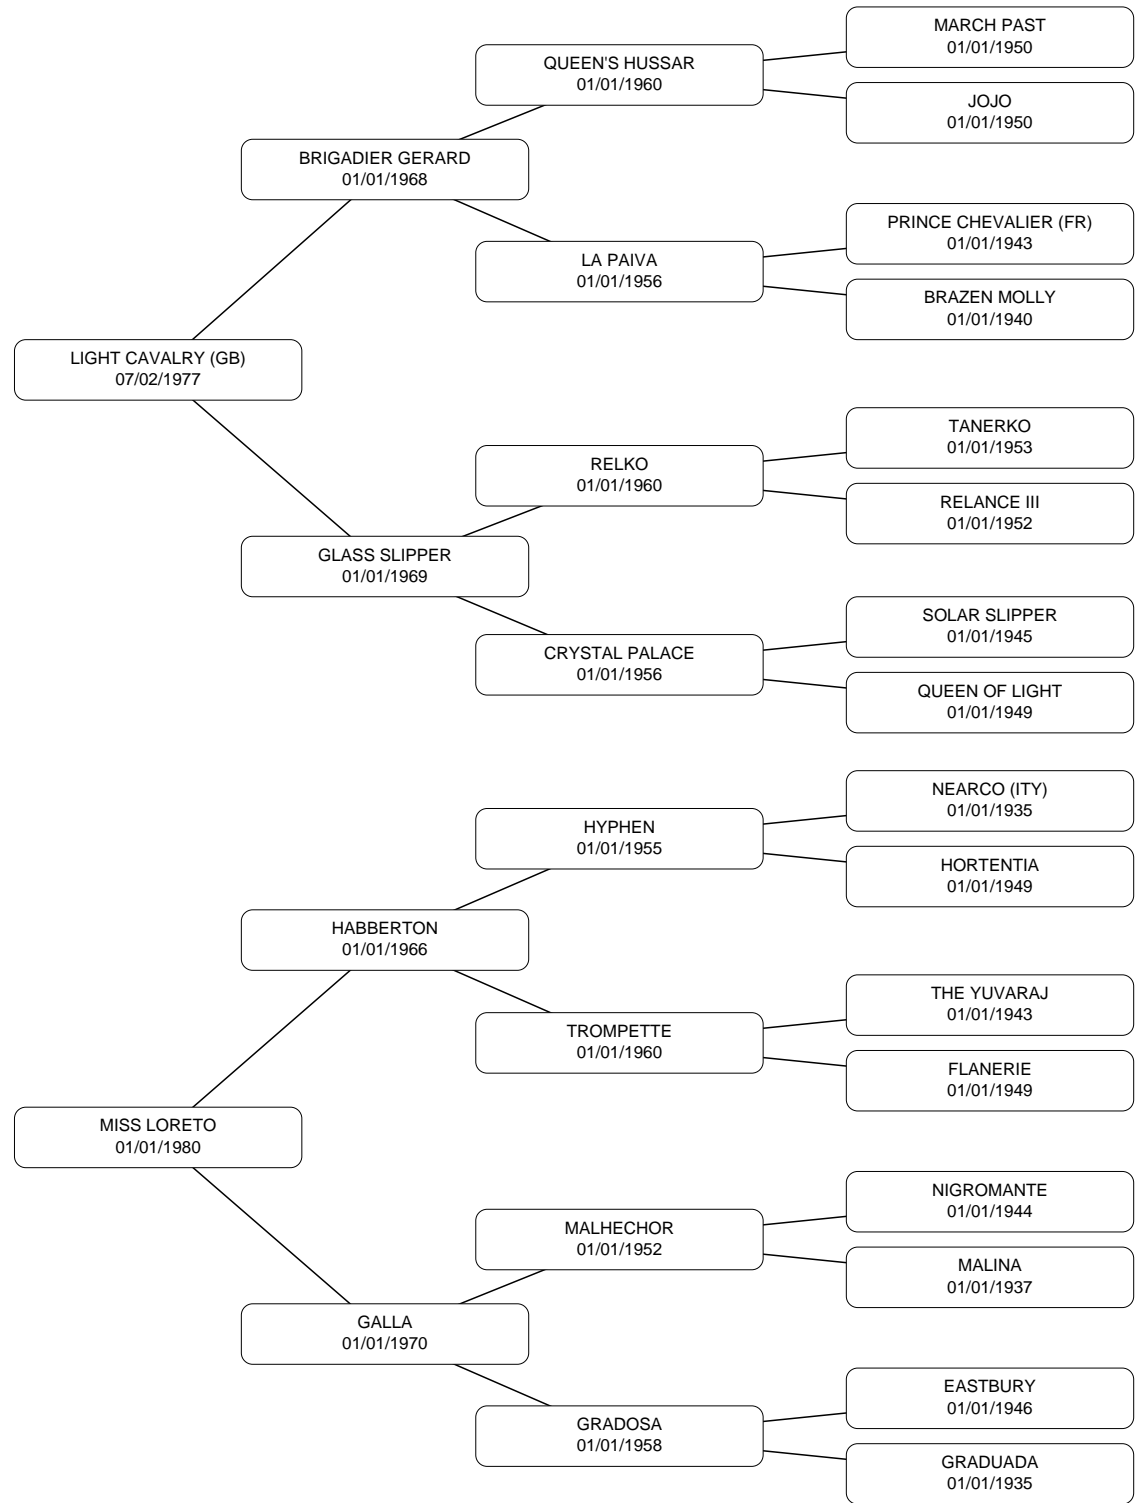 MARCH PAST
01/01/1950
QUEEN'S HUSSAR
01/01/1960
JOJO
01/01/1950
BRIGADIER GERARD
01/01/1968
PRINCE CHEVALIER (FR)
01/01/1943
LA PAIVA
01/01/1956
BRAZEN MOLLY
01/01/1940
LIGHT CAVALRY (GB)
07/02/1977
TANERKO
01/01/1953
RELKO
01/01/1960
RELANCE III
01/01/1952
GLASS SLIPPER
01/01/1969
SOLAR SLIPPER
01/01/1945
CRYSTAL PALACE
01/01/1956
QUEEN OF LIGHT
01/01/1949
NEARCO (ITY)
01/01/1935
HYPHEN
01/01/1955
HORTENTIA
01/01/1949
HABBERTON
01/01/1966
THE YUVARAJ
01/01/1943
TROMPETTE
01/01/1960
FLANERIE
01/01/1949
MISS LORETO
01/01/1980
NIGROMANTE
01/01/1944
MALHECHOR
01/01/1952
MALINA
01/01/1937
GALLA
01/01/1970
EASTBURY
01/01/1946
GRADOSA
01/01/1958
GRADUADA
01/01/1935